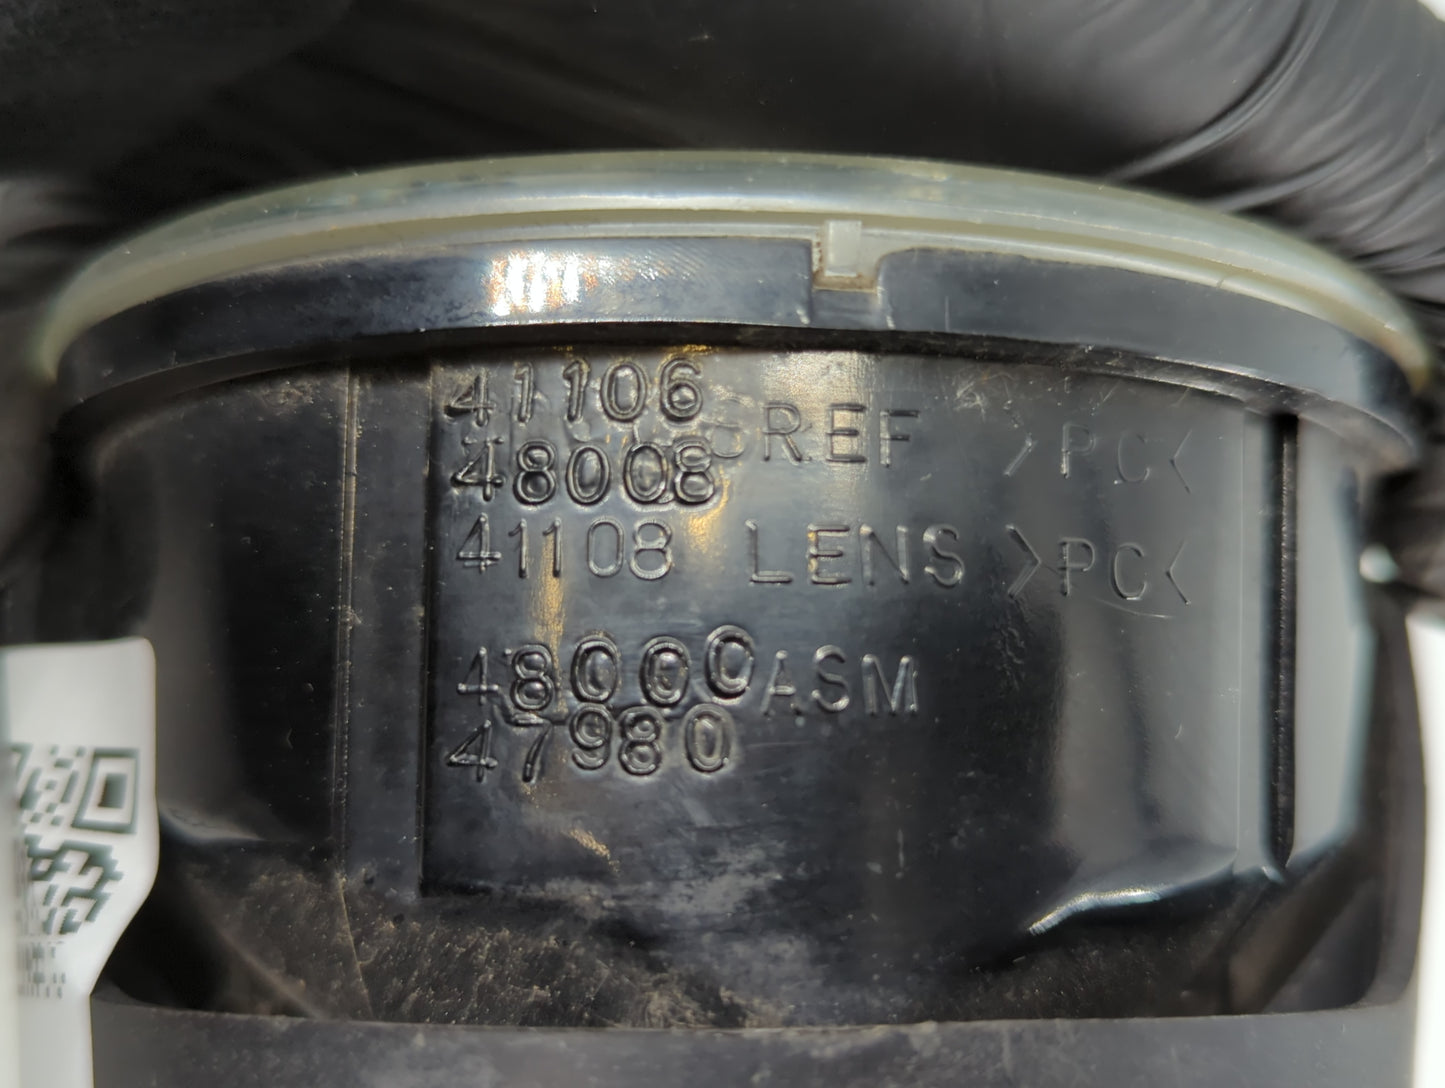 41106 REF >PC<
48008
41108 LENS >PC<
48000 ASM
47980